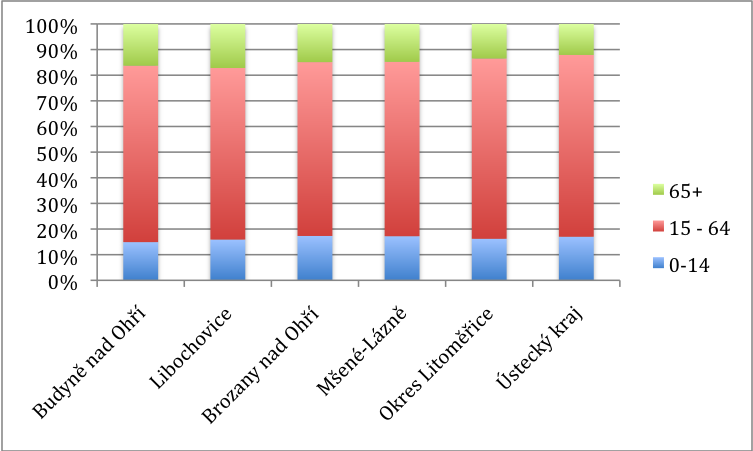 100%
90%
80%
70%
60%
50%
40%
30%
20%
10%
0%
Budyně nad Ohří
Libochovice
Brozany nad Ohří
Mšené-Lázně
Okres Litoměřice
Ústecký kraj
65+
15 - 64
0-14